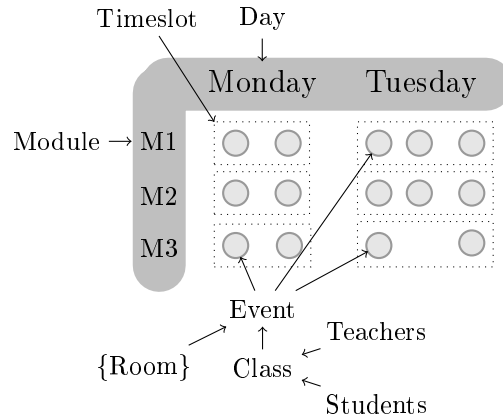 Timeslot
Day
Monday
Tuesday
Module
M1
M2
M3
Event
Teachers
{Room}
Class
Students